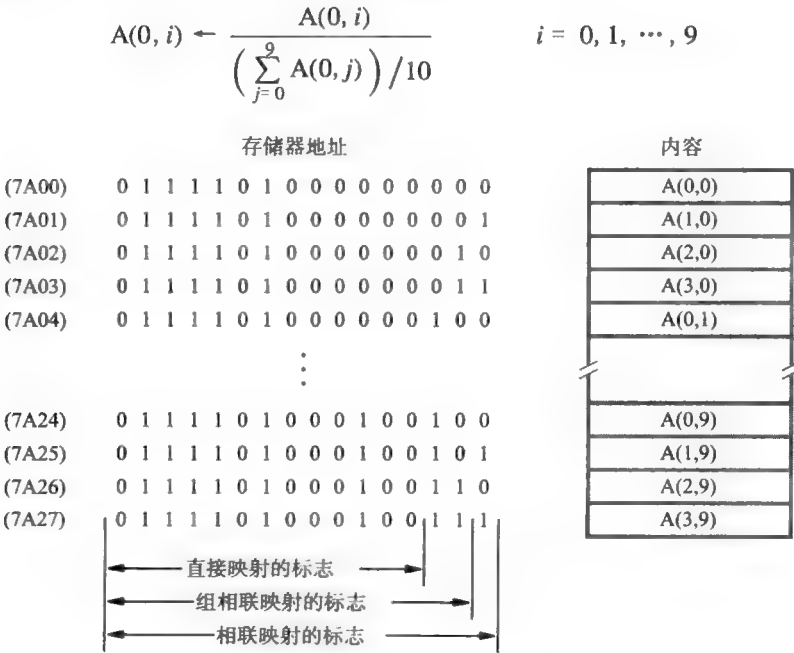 A(0, i) ← A(0, i) / ( ∑_{j=0}^{9} A(0, j) ) / 10    i = 0, 1, ⋯, 9
存储器地址 内容
(7A00) 0 1 1 1 1 0 1 0 0 0 0 0 0 0 0 0 A(0,0)
(7A01) 0 1 1 1 1 0 1 0 0 0 0 0 0 0 0 1 A(1,0)
(7A02) 0 1 1 1 1 0 1 0 0 0 0 0 0 0 1 0 A(2,0)
(7A03) 0 1 1 1 1 0 1 0 0 0 0 0 0 0 1 1 A(3,0)
(7A04) 0 1 1 1 1 0 1 0 0 0 0 0 0 1 0 0 A(0,1)
⋮
(7A24) 0 1 1 1 1 0 1 0 0 0 1 0 0 1 0 0 A(0,9)
(7A25) 0 1 1 1 1 0 1 0 0 0 1 0 0 1 0 1 A(1,9)
(7A26) 0 1 1 1 1 0 1 0 0 0 1 0 0 1 1 0 A(2,9)
(7A27) 0 1 1 1 1 0 1 0 0 0 1 0 0 1 1 1 A(3,9)
直接映射的标志
组相联映射的标志
相联映射的标志